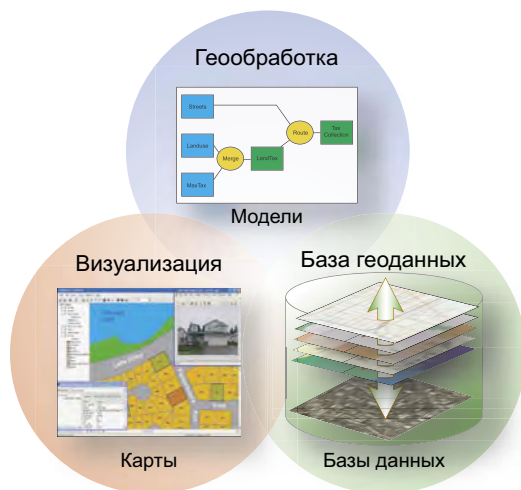 Геообработка
Streets
Landuse
MaxTax
Merge
LandTax
Route
Tax
Collection
Модели
Визуализация
Карты
База геоданных
Базы данных